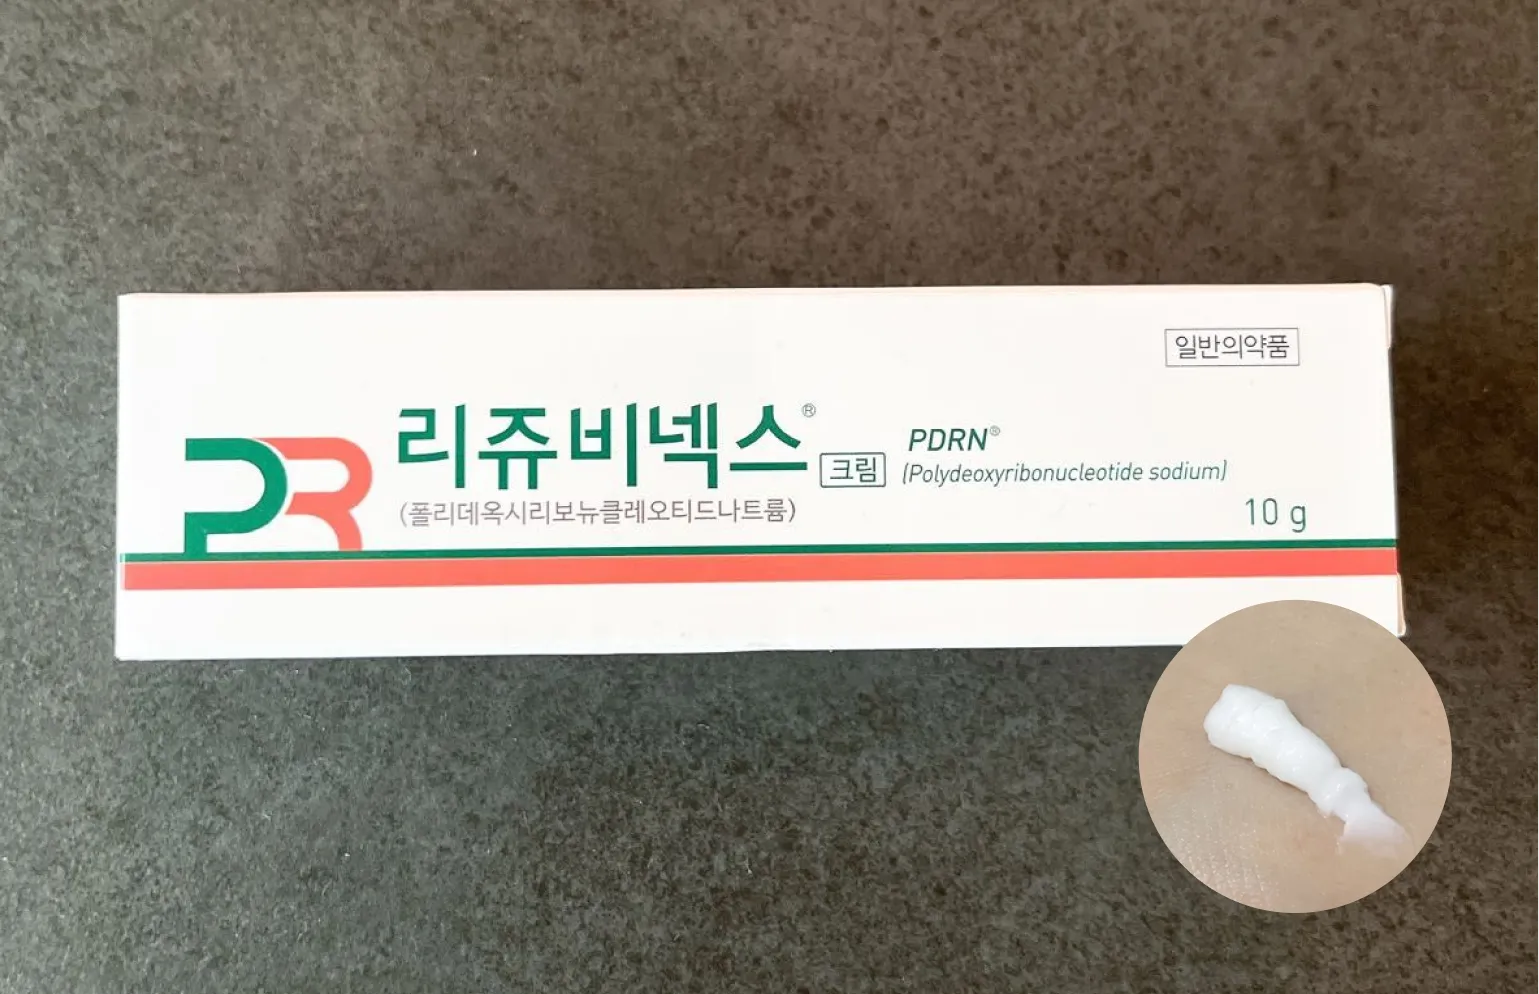 일반의약품
PR 리쥬비넥스® 크림 PDRN®
(폴리데옥시리보뉴클레오티드나트륨) (Polydeoxyribonucleotide sodium)
10 g